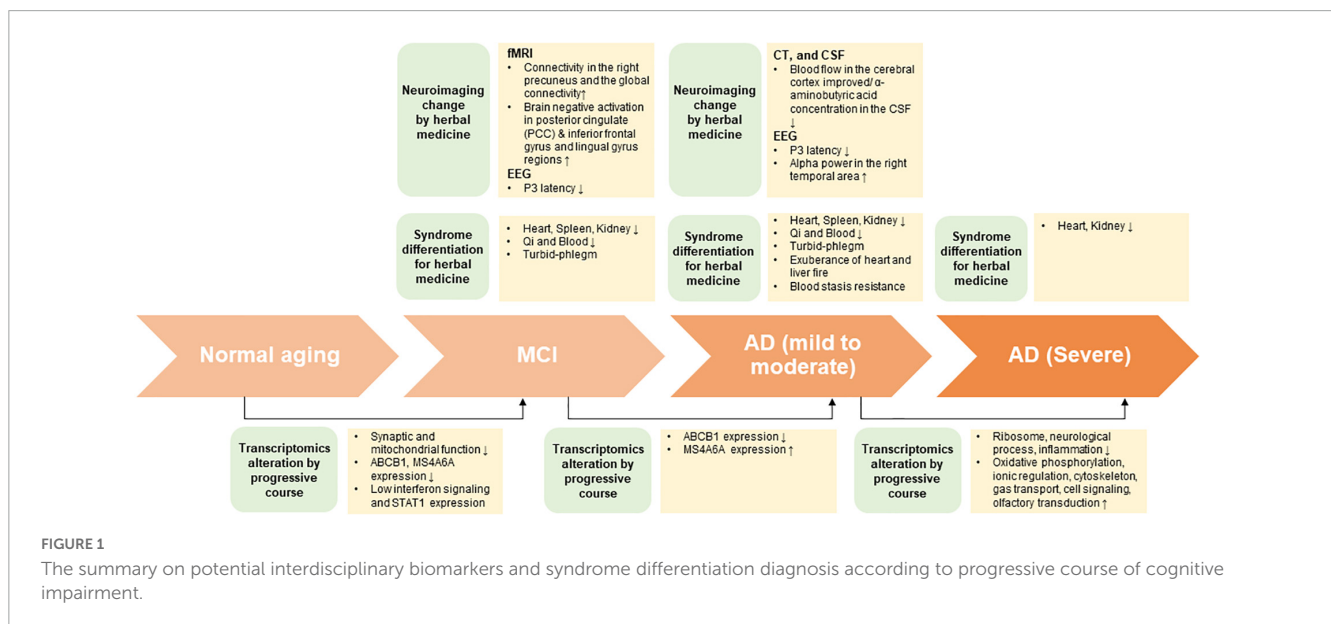 Neuroimaging
change
by herbal
medicine
fMRI
• Connectivity in the right
precuneus and the global
connectivity↑
• Brain negative activation
in posterior cingulate
(PCC) & inferior frontal
gyrus and lingual gyrus
regions ↑
EEG
• P3 latency ↓
Neuroimaging
change
by herbal
medicine
CT, and CSF
• Blood flow in the cerebral
cortex improved/ α-
aminobutyric acid
concentration in the CSF
↓
EEG
• P3 latency ↓
• Alpha power in the right
temporal area ↑
Syndrome
differentiation
for herbal
medicine
• Heart, Spleen, Kidney ↓
• Qi and Blood ↓
• Turbid-phlegm
Syndrome
differentiation
for herbal
medicine
• Heart, Spleen, Kidney ↓
• Qi and Blood ↓
• Turbid-phlegm
• Exuberance of heart and
liver fire
• Blood stasis resistance
Syndrome
differentiation
for herbal
medicine
• Heart, Kidney ↓
Normal aging
MCI
AD (mild to
moderate)
AD (Severe)
Transcriptomics
alteration by
progressive
course
• Synaptic and
mitochondrial
function ↓
• ABCB1, MS4A6A
expression ↓
• Low interferon signaling
and STAT1 expression
Transcriptomics
alteration by
progressive
course
• ABCB1 expression ↓
• MS4A6A expression ↑
Transcriptomics
alteration by
progressive
course
• Ribosome, neurological
process, inflammation ↓
• Oxidative phosphorylation,
ionic regulation, cytoskeleton,
gas transport, cell signaling,
olfactory transduction ↑
FIGURE 1
The summary on potential interdisciplinary biomarkers and syndrome differentiation diagnosis according to progressive course of cognitive
impairment.